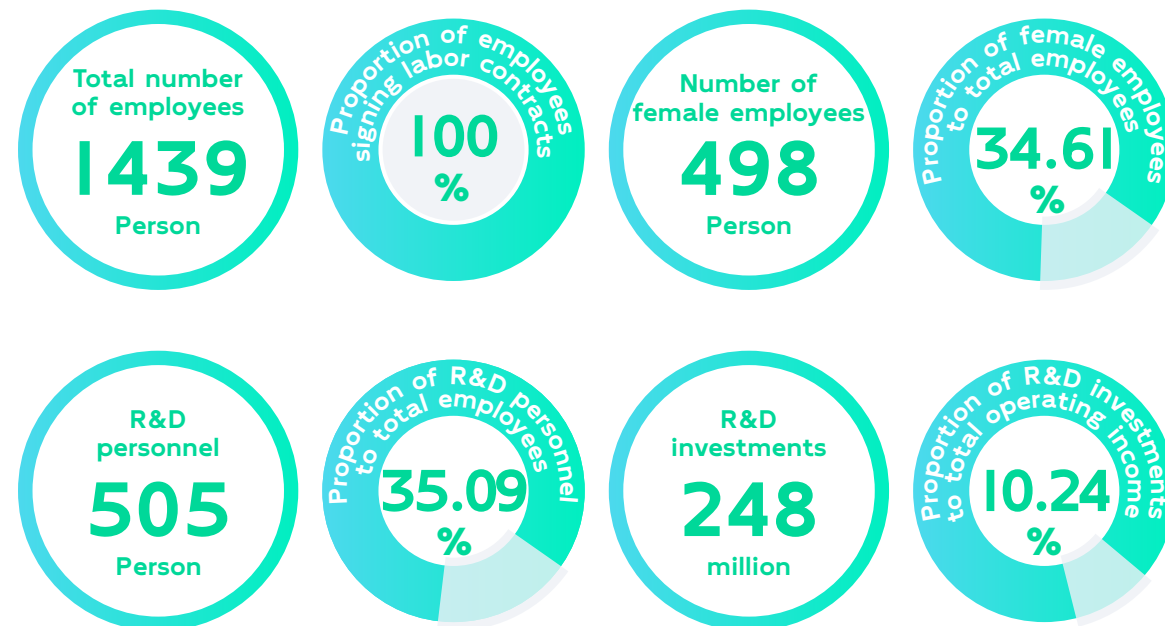 Total number
of employees
1439
Person
Proportion of employees
signing labor contracts
100
%
Number of
female employees
498
Person
Proportion of female employees
to total employees
34.61
%
R&D
personnel
505
Person
Proportion of R&D personnel
to total employees
35.09
%
R&D
investments
248
million
Proportion of R&D investments
to total operating income
10.24
%